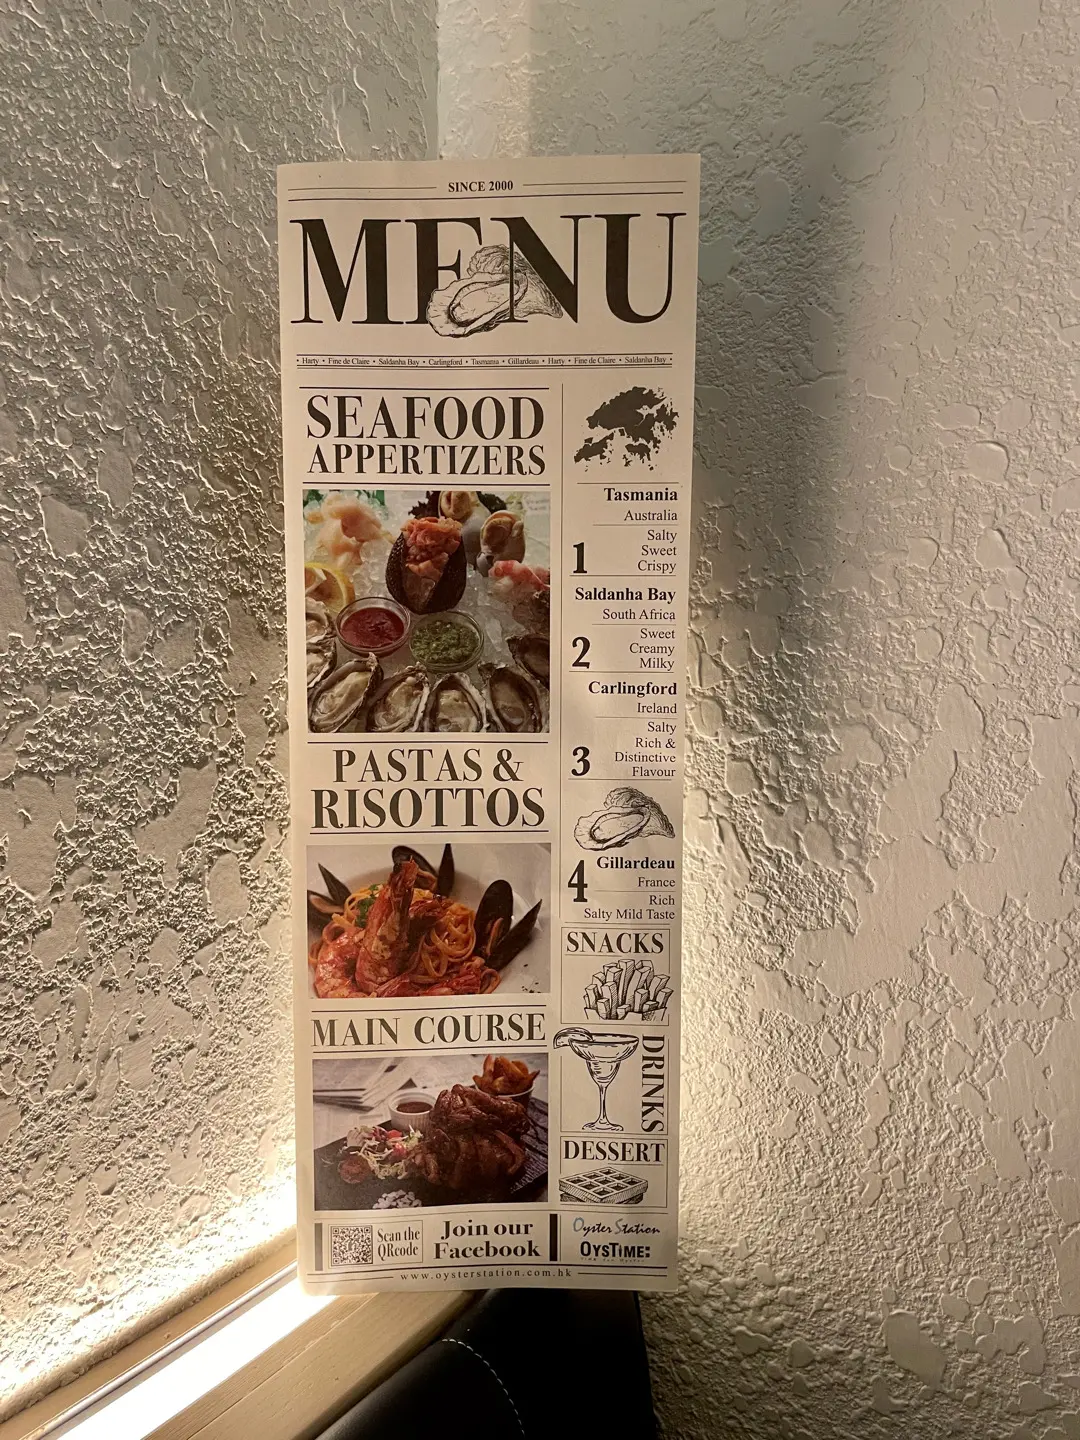 SINCE 2000
MENU
• Harty • Fine de Claire • Saldanha Bay • Carlingford • Tasmania • Gillardeau • Harty • Fine de Claire • Saldanha Bay •
SEAFOOD
APPERTIZERS
PASTAS &
RISOTTOS
MAIN COURSE
Tasmania
Australia
Salty
Sweet
1 Crispy
Saldanha Bay
South Africa
Sweet
Creamy
2 Milky
Carlingford
Ireland
Salty
Rich &
Distinctive
3 Flavour
Gillardeau
4 France
Rich
Salty Mild Taste
SNACKS
DRINKS
DESSERT
Scan the
QRcode
Join our
Facebook
Oyster Station
OYSTIME:
www.oysterstation.com.hk